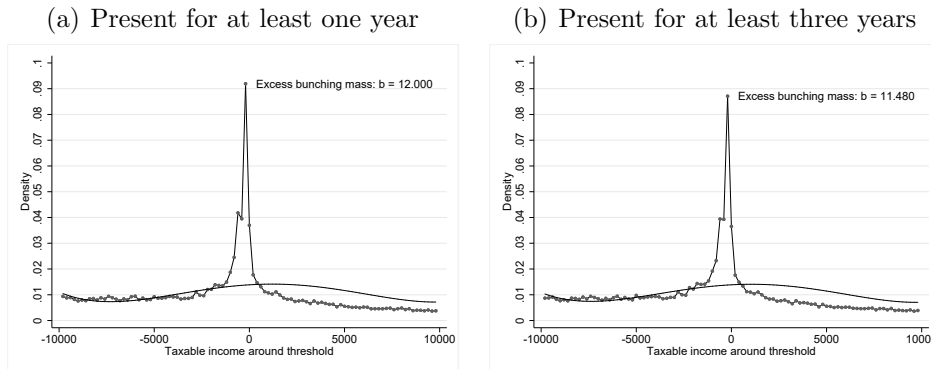 (a) Present for at least one year
.1
.09
.08
.07
.06
.05
.04
.03
.02
.01
0
Density
Excess bunching mass: b = 12.000
-10000 -5000 0 5000 10000
Taxable income around threshold
(b) Present for at least three years
.1
.09
.08
.07
.06
.05
.04
.03
.02
.01
0
Density
Excess bunching mass: b = 11.480
-10000 -5000 0 5000 10000
Taxable income around threshold